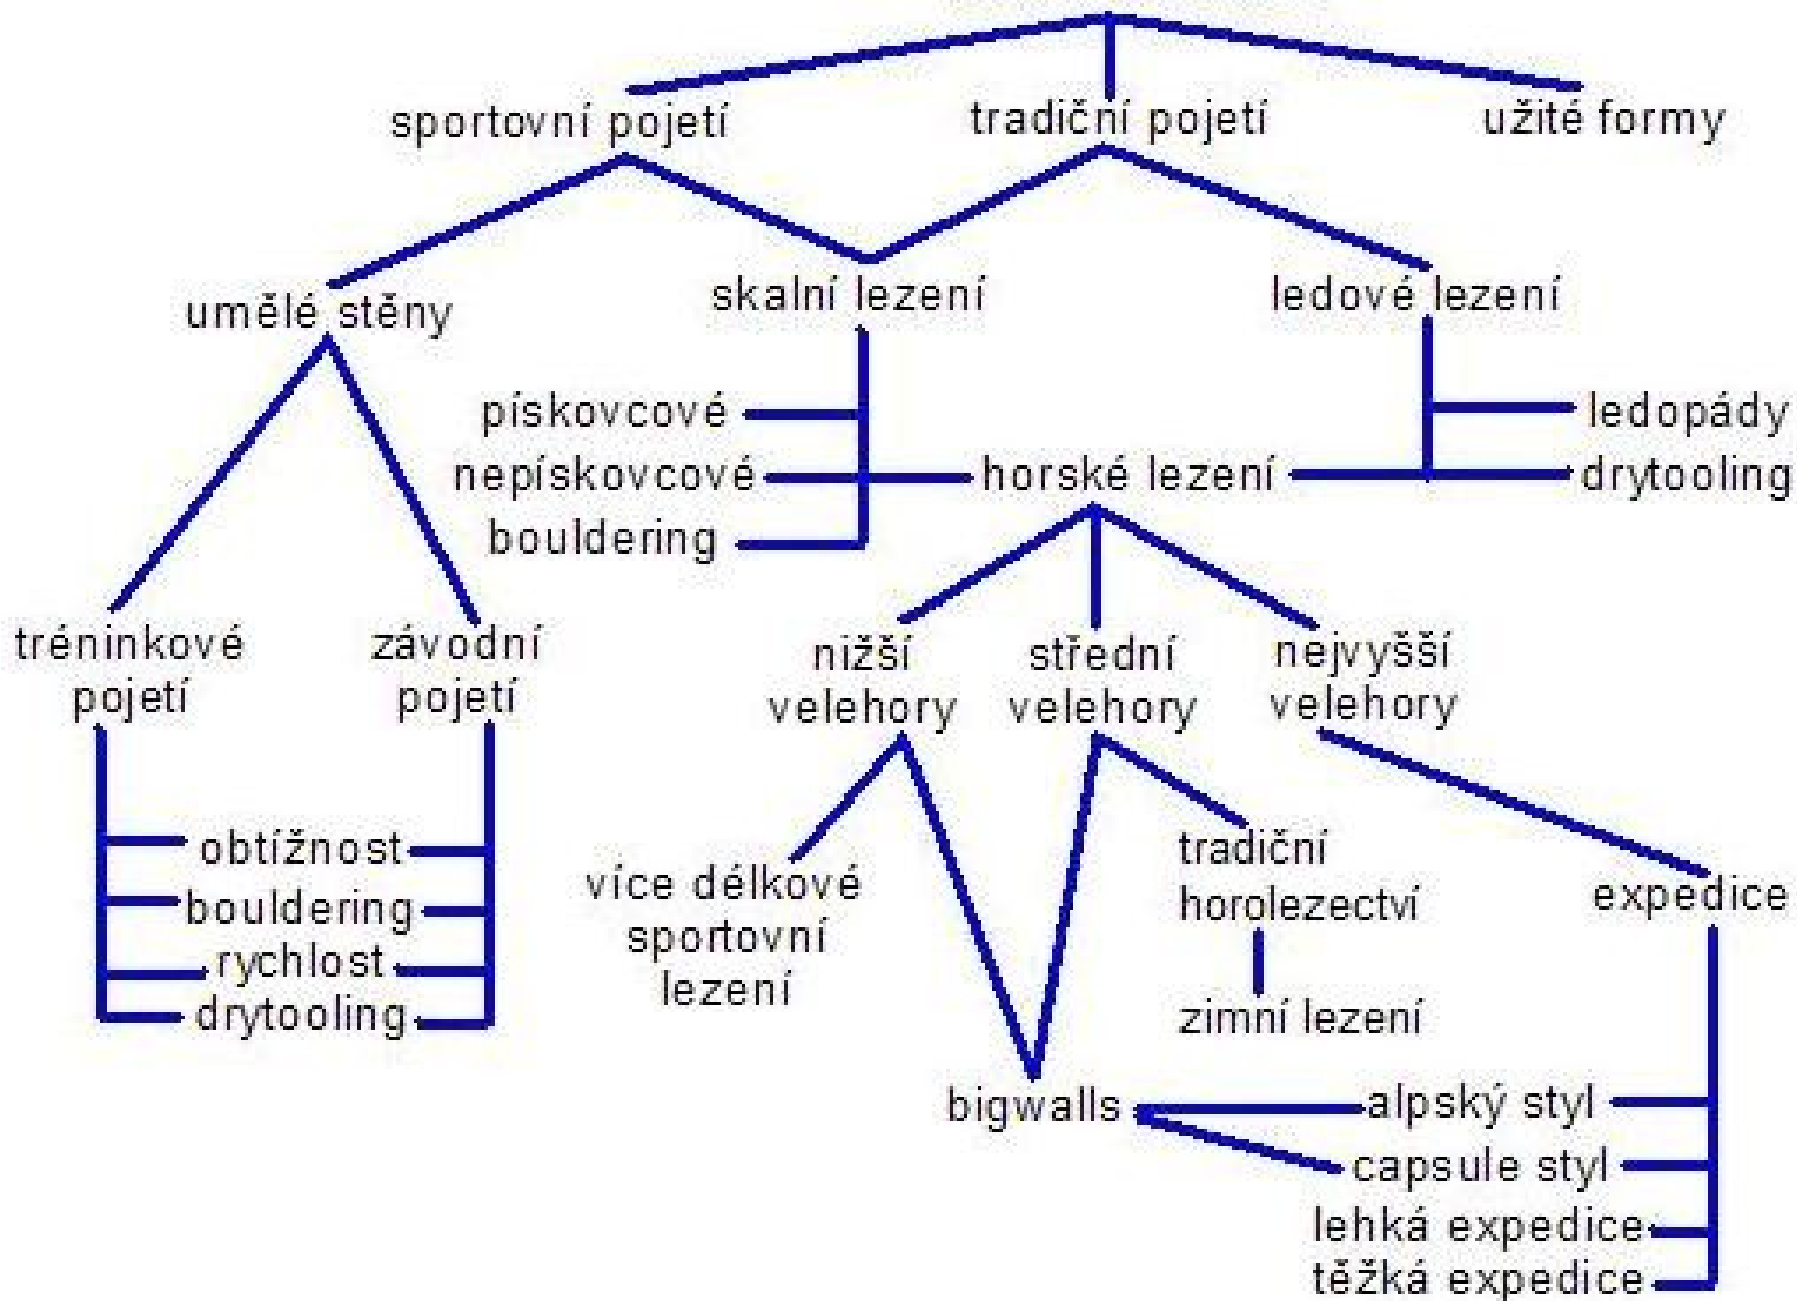 sportovní pojetí
tradiční pojetí
užité formy
umělé stěny
skalní lezení
ledové lezení
pískovcové
nepískovcové
bouldering
horské lezení
ledopády
drytooling
tréninkové
pojetí
závodní
pojetí
nižší
velehory
střední
velehory
nejvyšší
velehory
obtížnost
bouldering
rychlost
drytooling
více délkové
sportovní
lezení
tradiční
horolezectví
zimní lezení
expedice
bigwalls
alpský styl
capsule styl
lehká expedice
těžká expedice